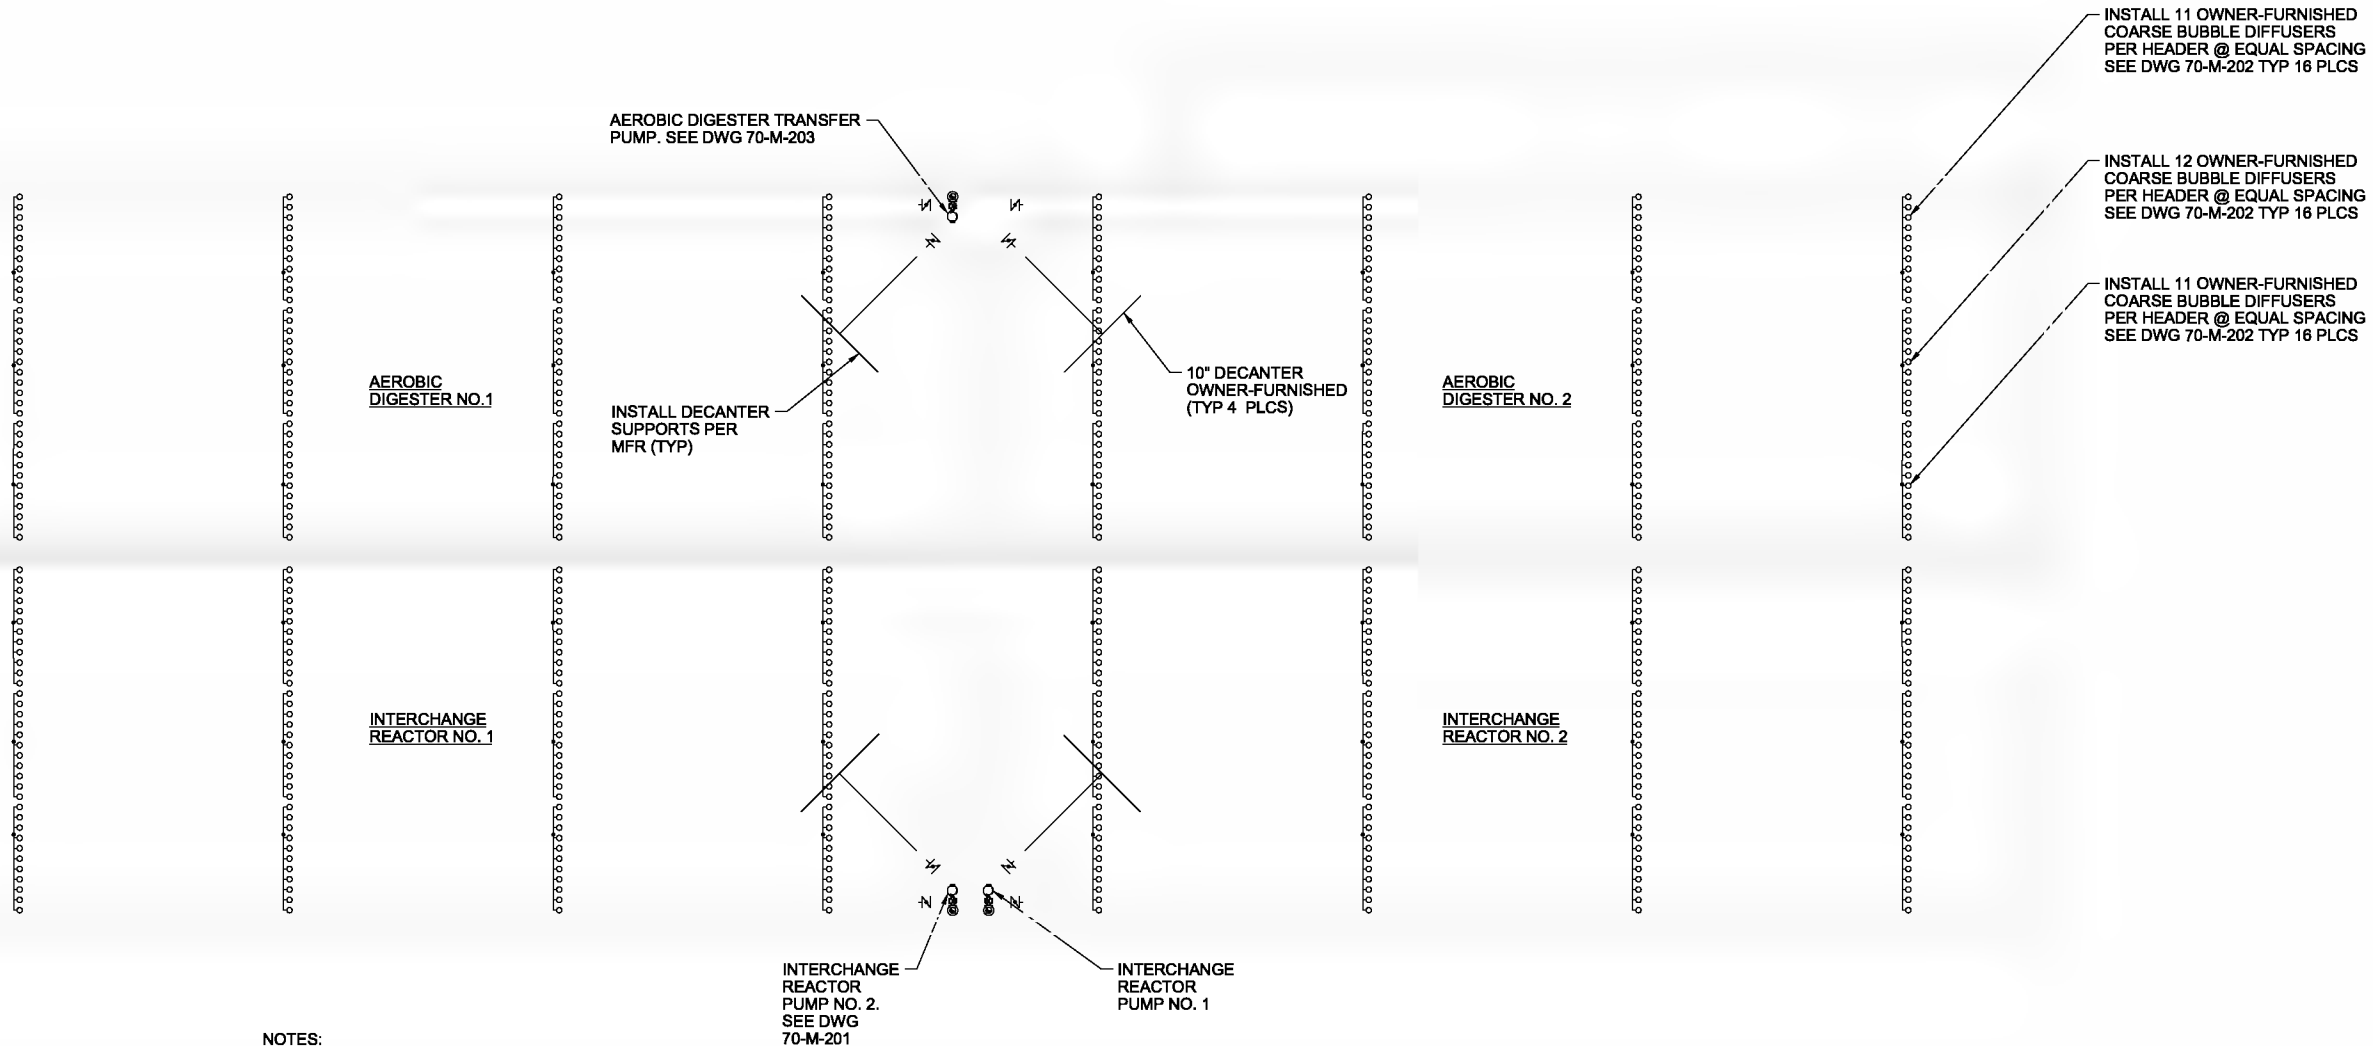 INSTALL 11 OWNER-FURNISHED
COARSE BUBBLE DIFFUSERS
PER HEADER @ EQUAL SPACING
SEE DWG 70-M-202 TYP 16 PLCS
AEROBIC DIGESTER TRANSFER
PUMP. SEE DWG 70-M-203
INSTALL 12 OWNER-FURNISHED
COARSE BUBBLE DIFFUSERS
PER HEADER @ EQUAL SPACING
SEE DWG 70-M-202 TYP 16 PLCS
INSTALL 11 OWNER-FURNISHED
COARSE BUBBLE DIFFUSERS
PER HEADER @ EQUAL SPACING
SEE DWG 70-M-202 TYP 16 PLCS
AEROBIC
DIGESTER NO.1
INSTALL DECANTER
SUPPORTS PER
MFR (TYP)
10" DECANTER
OWNER-FURNISHED
(TYP 4 PLCS)
AEROBIC
DIGESTER NO. 2
INTERCHANGE
REACTOR NO. 1
INTERCHANGE
REACTOR NO. 2
INTERCHANGE
REACTOR
PUMP NO. 2.
SEE DWG
70-M-201
INTERCHANGE
REACTOR
PUMP NO. 1
NOTES: